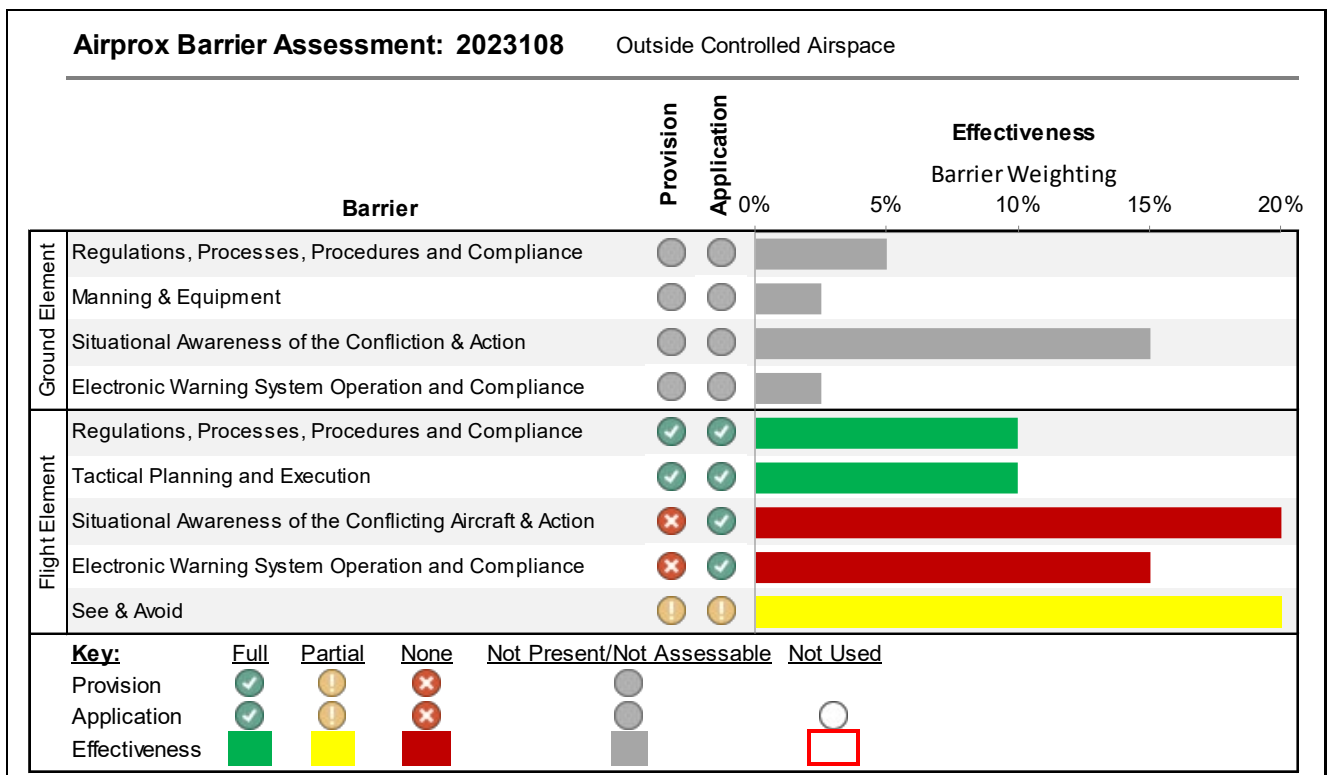 Airprox Barrier Assessment: 2023108 Outside Controlled Airspace
Barrier Provision Application Effectiveness
Barrier Weighting
0% 5% 10% 15% 20%
Ground Element
Regulations, Processes, Procedures and Compliance
Manning & Equipment
Situational Awareness of the Confliction & Action
Electronic Warning System Operation and Compliance
Flight Element
Regulations, Processes, Procedures and Compliance
Tactical Planning and Execution
Situational Awareness of the Conflicting Aircraft & Action
Electronic Warning System Operation and Compliance
See & Avoid
Key: Full Partial None Not Present/Not Assessable Not Used
Provision
Application
Effectiveness